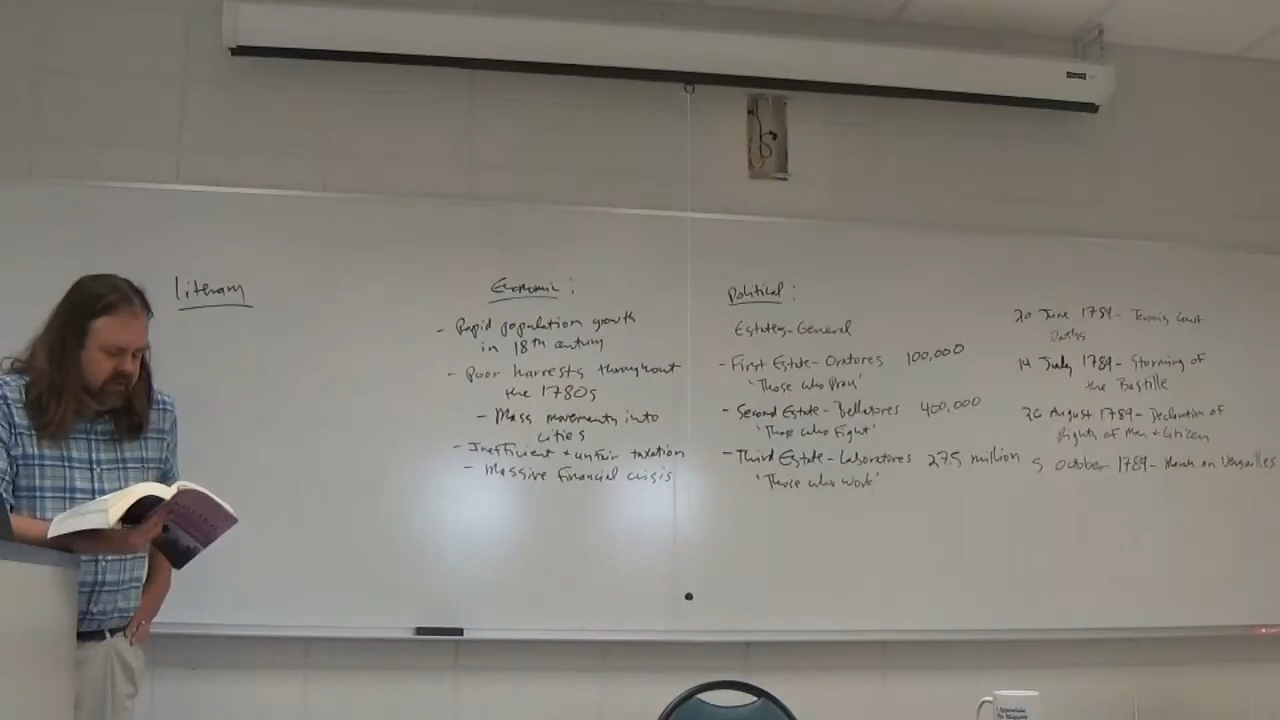 Literary
Economic:
- Rapid population growth
in 18th century
- Poor harvests throughout
the 1780s
- Mass movements into
cities
- Inefficient + unfair taxation
- Massive financial crisis
Political:
Estates-General
- First Estate- Oratores 100,000
'Those who Pray'
- Second Estate- Bellatores 400,000
'Those who Fight'
- Third Estate- Laboratores 27.5 million
'Those who work'
20 June 1789- Tennis Court
Oaths
14 July 1789- Storming of
the Bastille
26 August 1789- Declaration of
Rights of Man + Citizen
5 October 1789- March on Versailles
I Appreciate